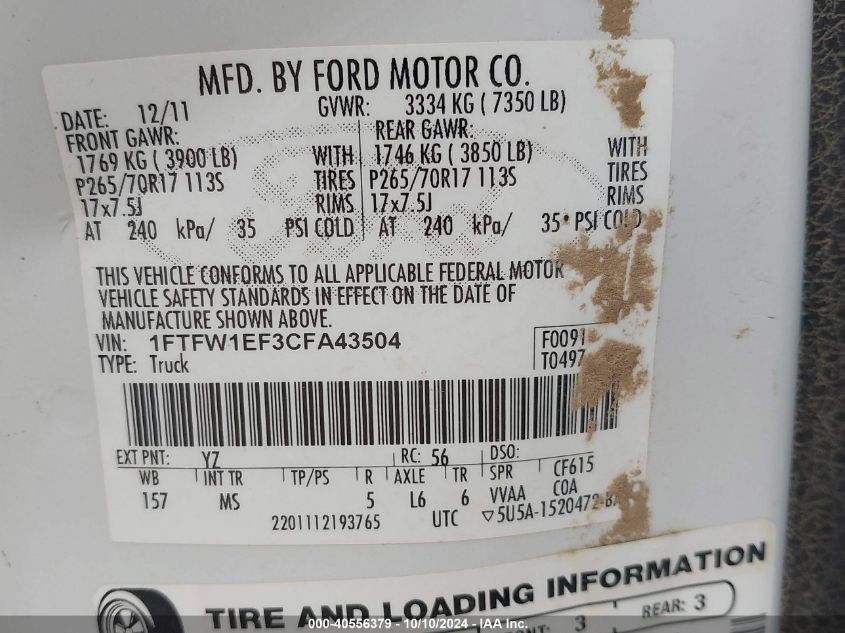 MFD. BY FORD MOTOR CO.
DATE: 12/11 GVWR: 3334 KG ( 7350 LB)
FRONT GAWR: REAR GAWR:
1769 KG ( 3900 LB) WITH 1746 KG ( 3850 LB) WITH
P265/70R17 113S TIRES P265/70R17 113S TIRES
17x7.5J RIMS 17x7.5J RIMS
AT 240 kPa/ 35 PSI COLD AT 240 kPa/ 35 PSI COLD
THIS VEHICLE CONFORMS TO ALL APPLICABLE FEDERAL MOTOR
VEHICLE SAFETY STANDARDS IN EFFECT ON THE DATE OF
MANUFACTURE SHOWN ABOVE.
VIN: 1FTFW1EF3CFA43504 F0091
TYPE: Truck T0497
EXT PNT: YZ RC: 56 DSO:
WB INT TR TP/PS R AXLE TR SPR CF615
157 MS 5 L6 6 VVAA COA
2201112193765 UTC ▽5U5A-1520472-
TIRE AND LOADING INFORMATION
FRONT: 3 REAR: 3
000-40556379 - 10/10/2024 - IAA Inc.